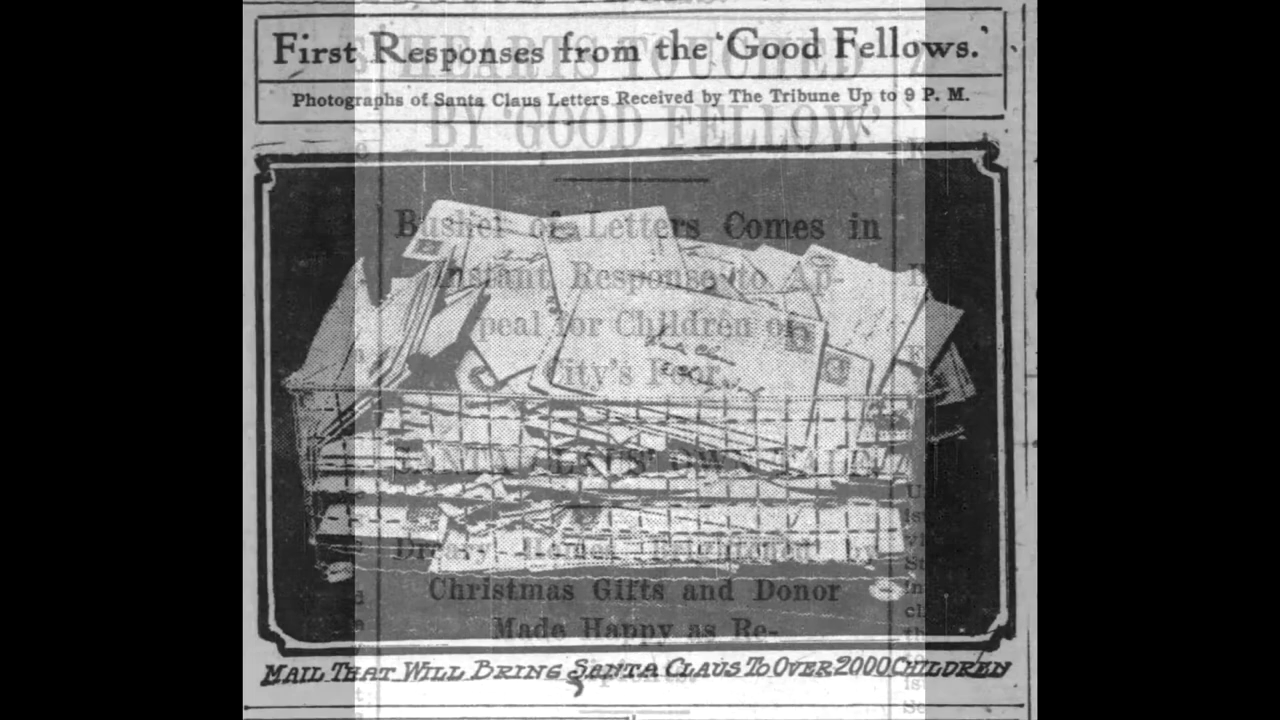 First Responses from the 'Good Fellows.'
Photographs of Santa Claus Letters Received by The Tribune Up to 9 P. M.
HEARTS TOUCHED
BY 'GOOD FELLOW'
Bushel of Letters Comes in
Instant Response to Ap-
peal for Children of
City's Poor.
Christmas Gifts and Donor
Made Happy as Re-
MAIL THAT WILL BRING SANTA CLAUS TO OVER 2000 CHILDREN